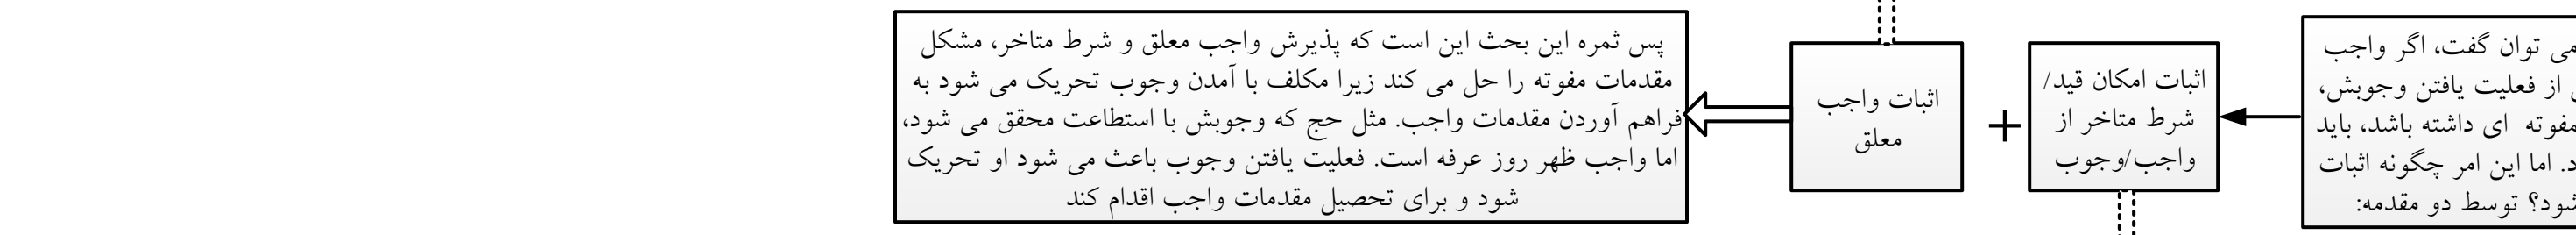 می توان گفت، اگر واجب
از فعلیت یافتن وجوبش،
مفوته ای داشته باشد، باید
اما این امر چگونه اثبات
شود؟ توسط دو مقدمه:
اثبات امکان قید/
شرط متاخر از
واجب/وجوب
+
اثبات واجب
معلق
پس ثمره این بحث این است که پذیرش واجب معلق و شرط متاخر، مشکل
مقدمات مفوته را حل می کند زیرا مکلف با آمدن وجوب تحریک می شود به
فراهم آوردن مقدمات واجب. مثل حج که وجوبش با استطاعت محقق می شود،
اما واجب ظهر روز عرفه است. فعلیت یافتن وجوب باعث می شود او تحریک
شود و برای تحصیل مقدمات واجب اقدام کند